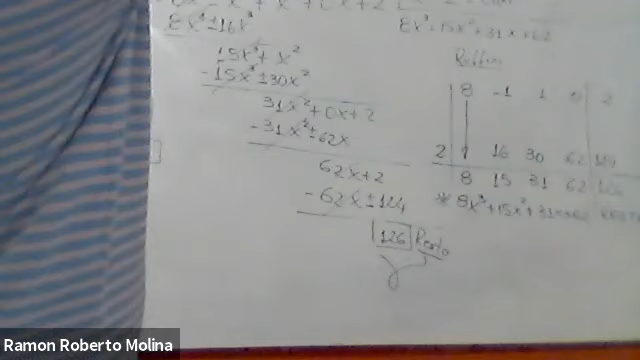 8x⁴±16x³
8x³+15x²+31x+62
15x³+x²
-15x³±30x²
31x²+0x+2
-31x²±62x
62x+2
-62x±124
126 Resto
Ruffini
8 -1 1 0 2
2 16 30 62 124
8 15 31 62 126
* 8x³+15x²+31x+62
Ramon Roberto Molina